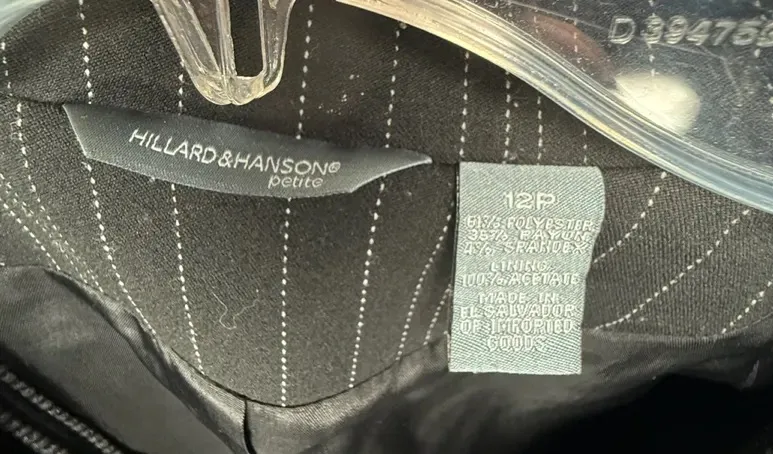 D 394759
HILLARD&HANSON®
petite
12P
61% POLYESTER
35% RAYON
4% SPANDEX
LINING
100% ACETATE
MADE IN
EL SALVADOR
OF IMPORTED
GOODS